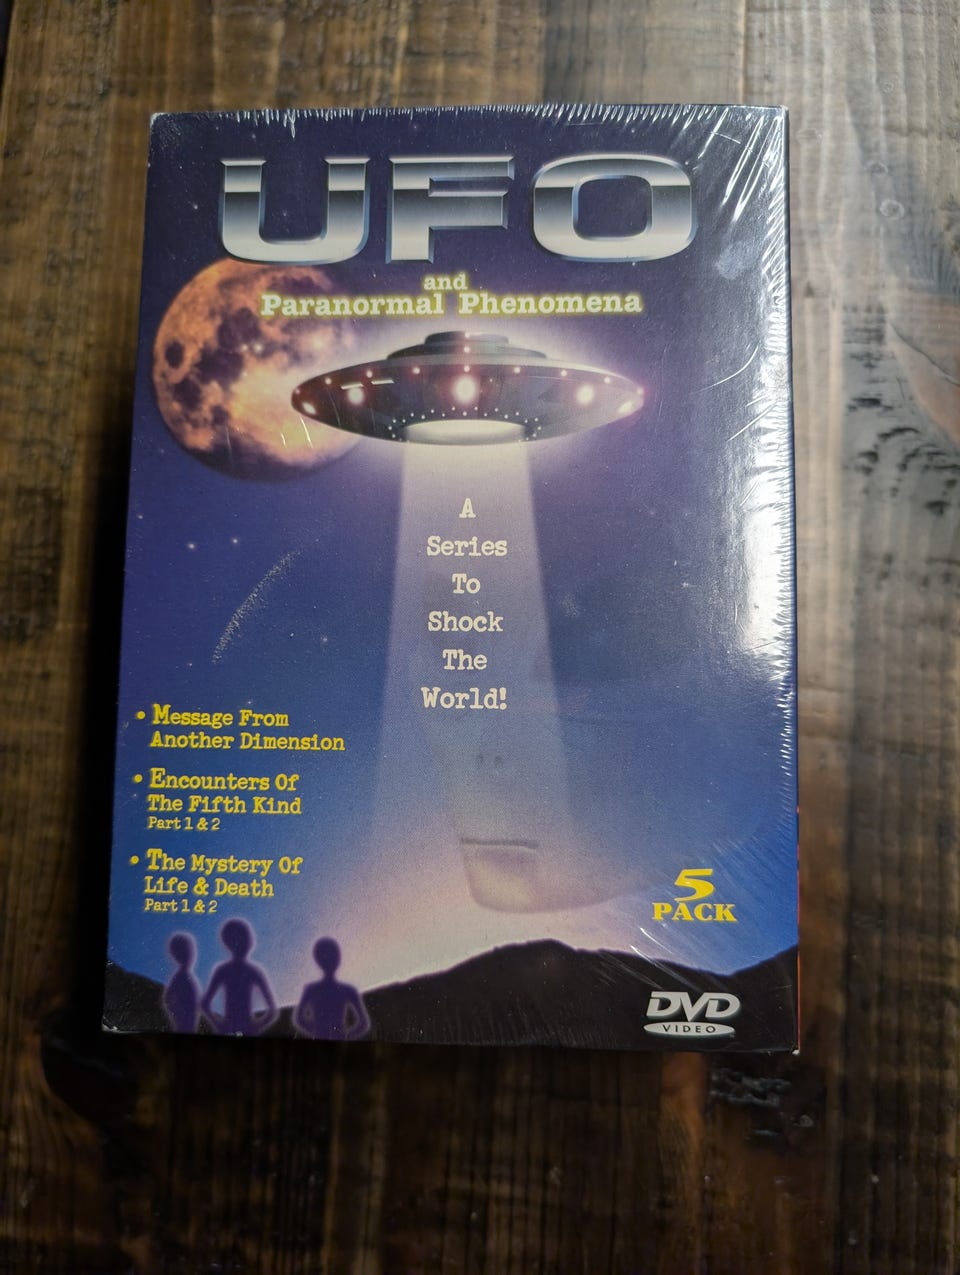 UFO
and
Paranormal Phenomena
A
Series
To
Shock
The
World!
• Message From
Another Dimension
• Encounters Of
The Fifth Kind
Part 1 & 2
• The Mystery Of
Life & Death
Part 1 & 2
5
PACK
DVD
VIDEO